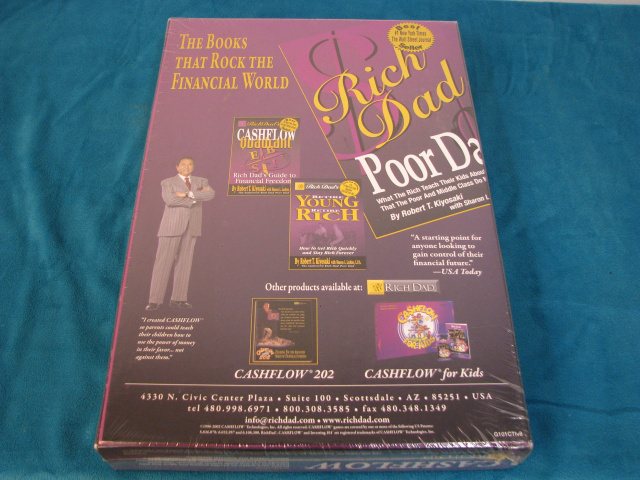 THE BOOKS
THAT ROCK THE
FINANCIAL WORLD
Best
#1 New York Times
The Wall Street Journal
Seller
Rich
Dad
Poor Da
What The Rich Teach Their Kids About
That The Poor And Middle Class Do
By Robert T. Kiyosaki
with Sharon L
Rich Dad's
CASHFLOW
Quadrant
Rich Dad's Guide to
Financial Freedom
By Robert T. Kiyosaki
Rich Dad's
RETIRE
YOUNG
RETIRE
RICH
How to Get Rich Quickly
and Stay Rich Forever
By Robert T. Kiyosaki
"A starting point for
anyone looking to
gain control of their
financial future."
—USA Today
Other products available at:
RICH DAD
"I created CASHFLOW®
so parents could teach
their children how to
use the power of money
in their favor... not
against them."
CASHFLOW
for KIDS
CASHFLOW® 202
CASHFLOW® for Kids
4330 N. Civic Center Plaza • Suite 100 • Scottsdale • AZ • 85251 • USA
tel 480.998.6971 • 800.308.3585 • fax 480.348.1349
info@richdad.com • www.richdad.com
CASHFLOW